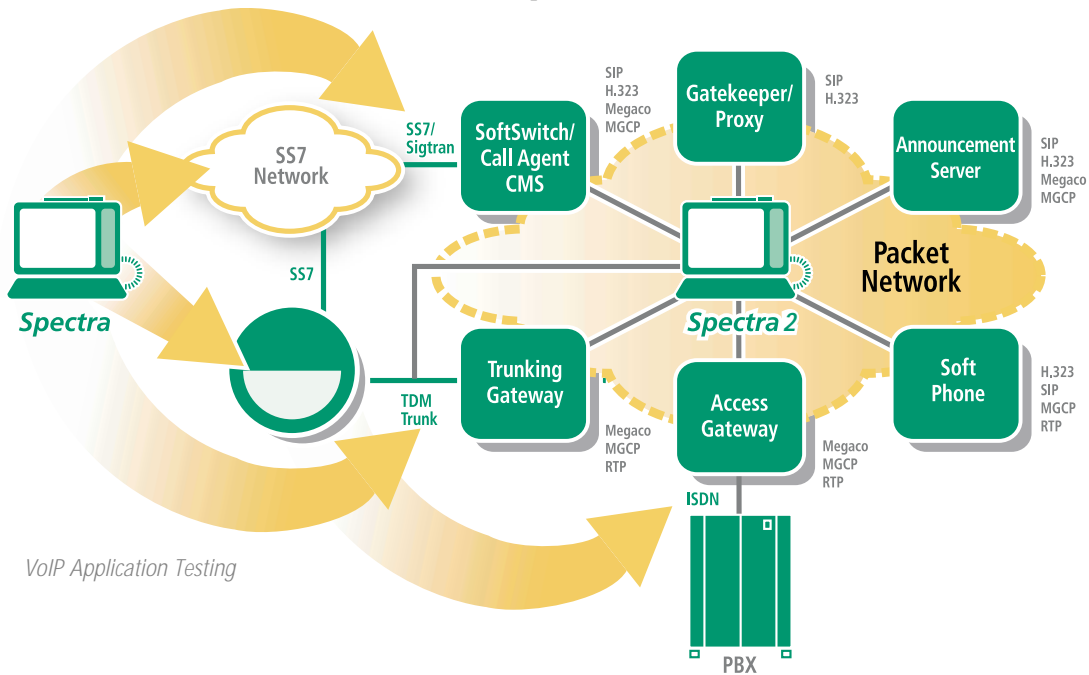 SIP
H.323
Megaco
MGCP
Gatekeeper/
Proxy
SIP
H.323
SS7/
Sigtran
SoftSwitch/
Call Agent
CMS
SS7
Network
Announcement
Server
SIP
H.323
Megaco
MGCP
Packet
Network
SS7
Spectra
Spectra 2
Trunking
Gateway
TDM
Trunk
Access
Gateway
Soft
Phone
H,323
SIP
MGCP
RTP
Megaco
MGCP
RTP
Megaco
MGCP
RTP
ISDN
VoIP Application Testing
PBX